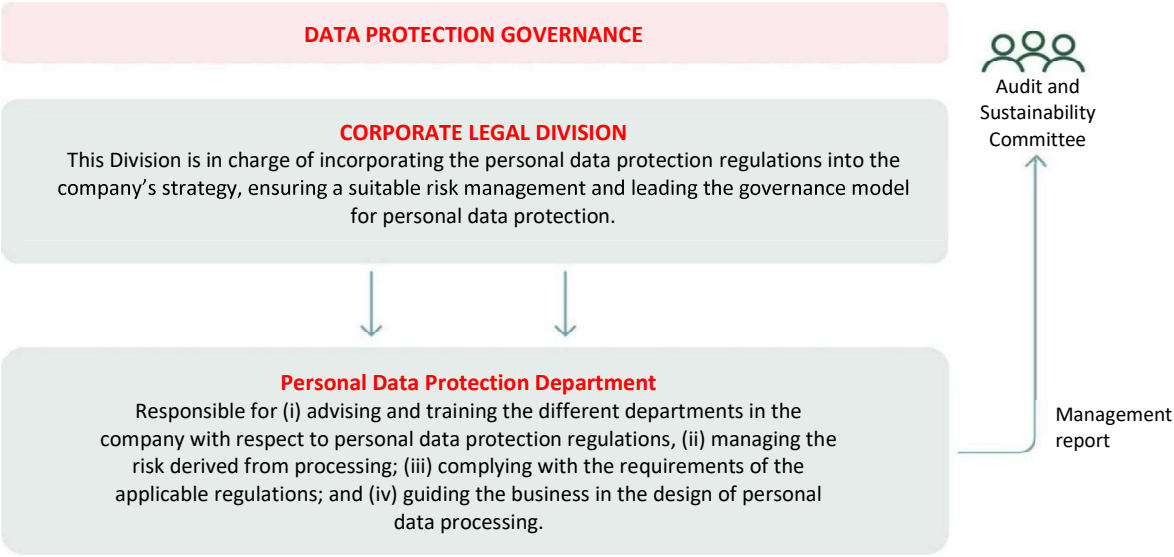 DATA PROTECTION GOVERNANCE
Audit and
Sustainability
Committee
CORPORATE LEGAL DIVISION
This Division is in charge of incorporating the personal data protection regulations into the
company’s strategy, ensuring a suitable risk management and leading the governance model
for personal data protection.
Personal Data Protection Department
Responsible for (i) advising and training the different departments in the
company with respect to personal data protection regulations, (ii) managing the
risk derived from processing; (iii) complying with the requirements of the
applicable regulations; and (iv) guiding the business in the design of personal
data processing.
Management
report